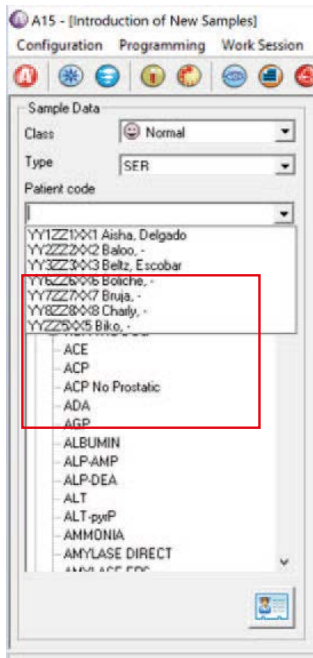 A15 - [Introduction of New Samples]
Configuration Programming Work Session
Sample Data
Class Normal
Type SER
Patient code
YY1ZZ1XX1 Aisha, Delgado
YY2ZZ2XX2 Baloo, -
YY3ZZ3XX3 Beltz, Escobar
YY6ZZ6XX6 Boliche, -
YY7ZZ7XX7 Bruja, -
YY8ZZ8XX8 Charly, -
YYZZ5XX5 Biko, -
ACE
ACP
ACP No Prostatic
ADA
AGP
ALBUMIN
ALP-AMP
ALP-DEA
ALT
ALT-pyrP
AMMONIA
AMYLASE DIRECT
AMYLASE EPS